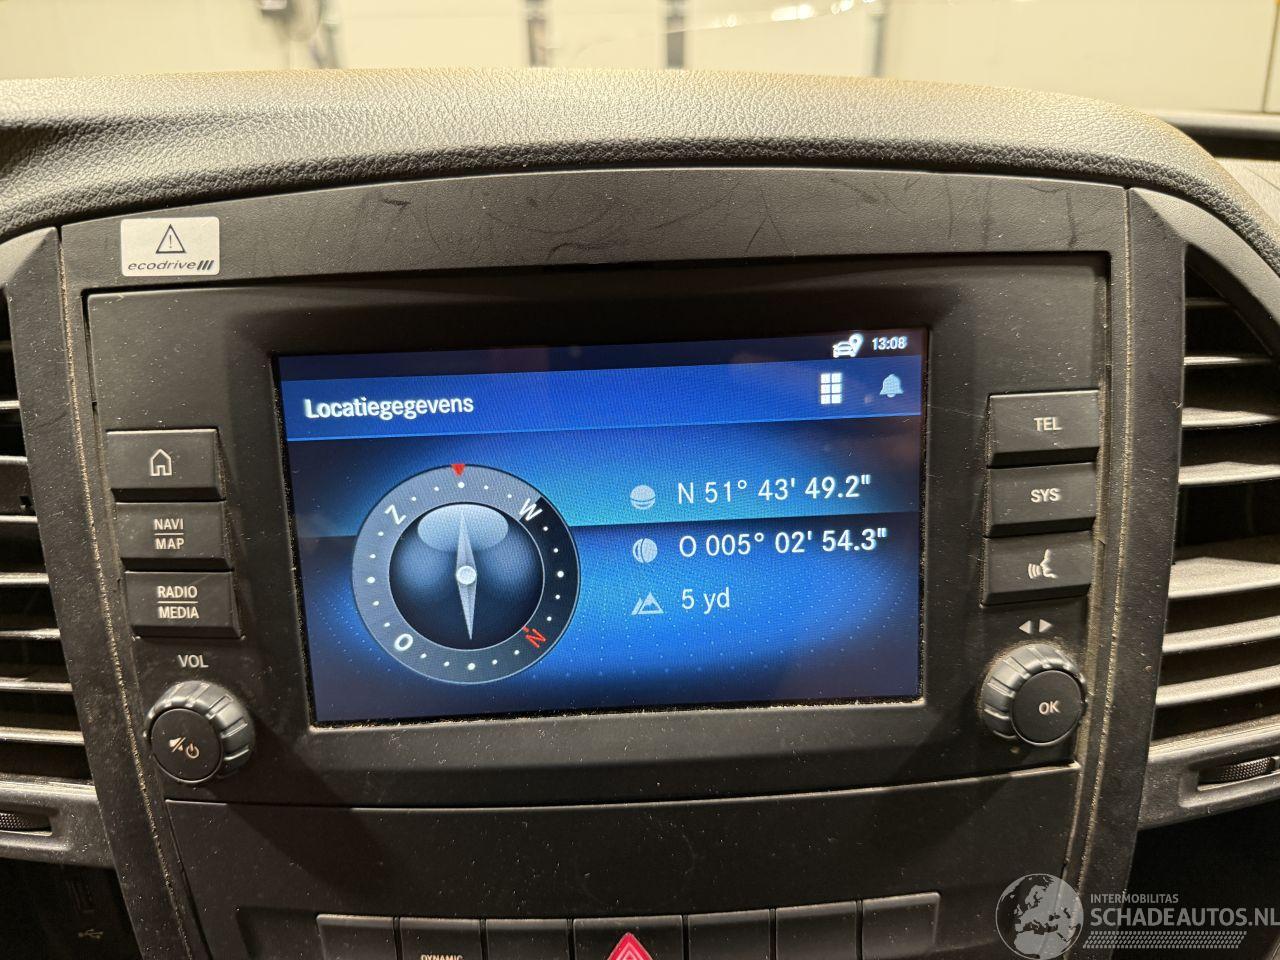 ecodrive
13:08
Locatiegegevens
Z
W
N
O
N 51° 43' 49.2"
O 005° 02' 54.3"
5 yd
NAVI
MAP
RADIO
MEDIA
VOL
TEL
SYS
OK
DYNAMIC
INTERMOBILITAS
SCHADEAUTOS.NL